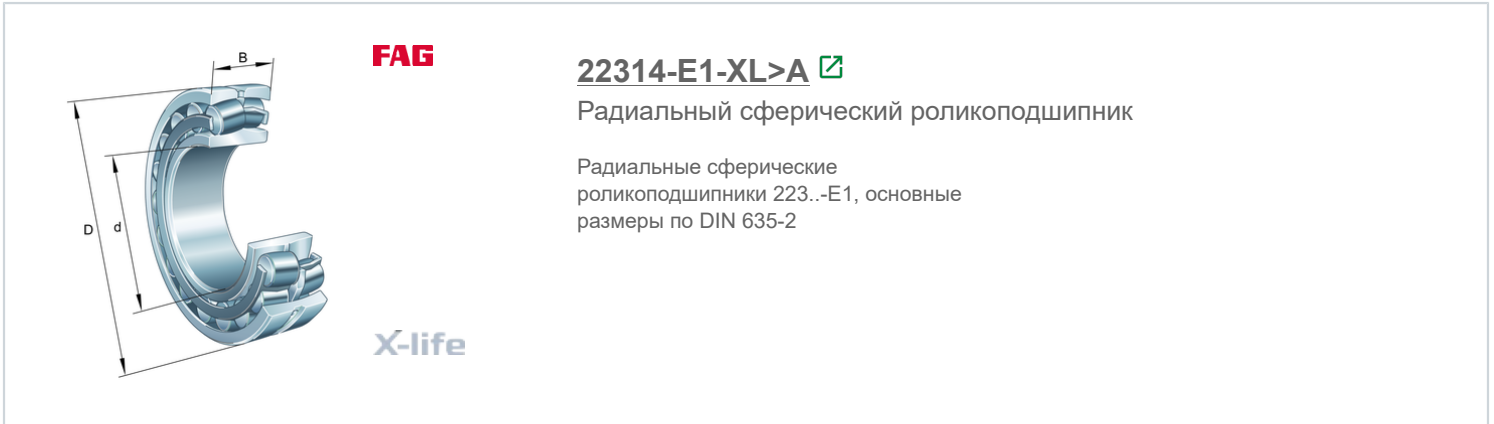 B
D
d
FAG
X-life
22314-E1-XL>A
Радиальный сферический роликоподшипник
Радиальные сферические
роликоподшипники 223..-E1, основные
размеры по DIN 635-2